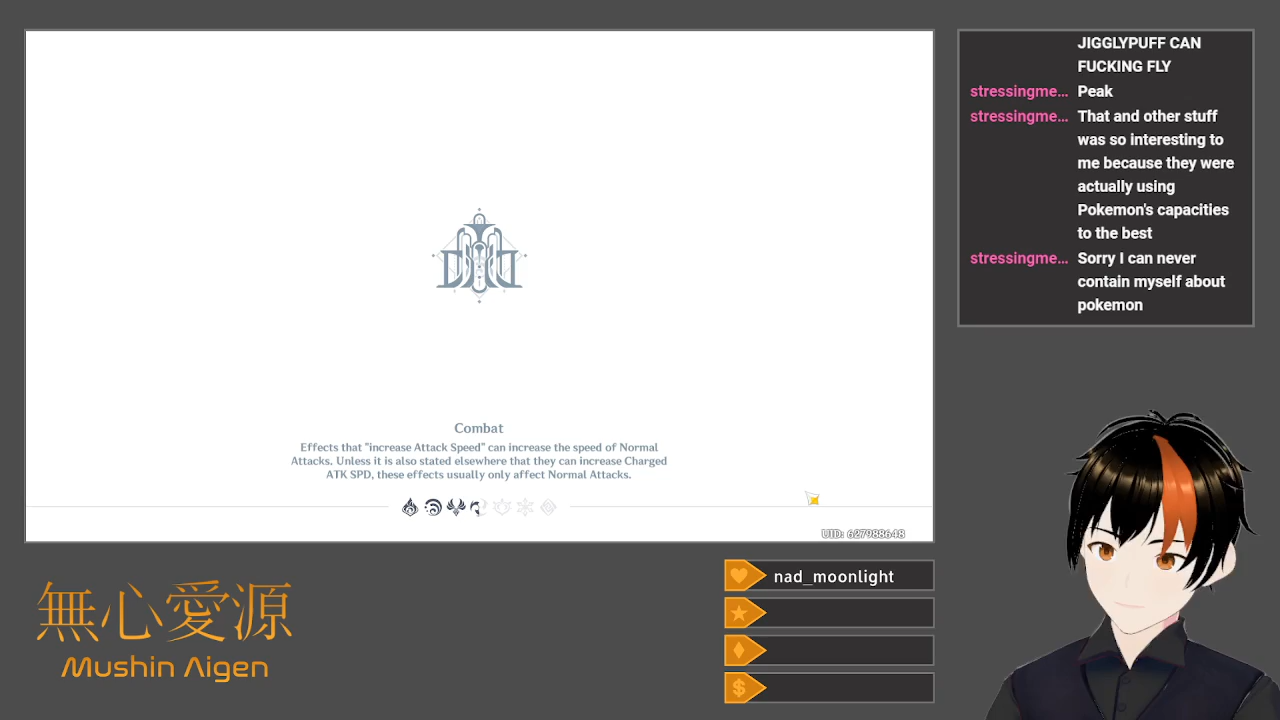 JIGGLYPUFF CAN
FUCKING FLY
stressingme... Peak
stressingme... That and other stuff
was so interesting to
me because they were
actually using
Pokemon's capacities
to the best
stressingme... Sorry I can never
contain myself about
pokemon
Combat
Effects that "increase Attack Speed" can increase the speed of Normal
Attacks. Unless it is also stated elsewhere that they can increase Charged
ATK SPD, these effects usually only affect Normal Attacks.
UID: 627988648
nad_moonlight
無心愛源
Mushin Aigen